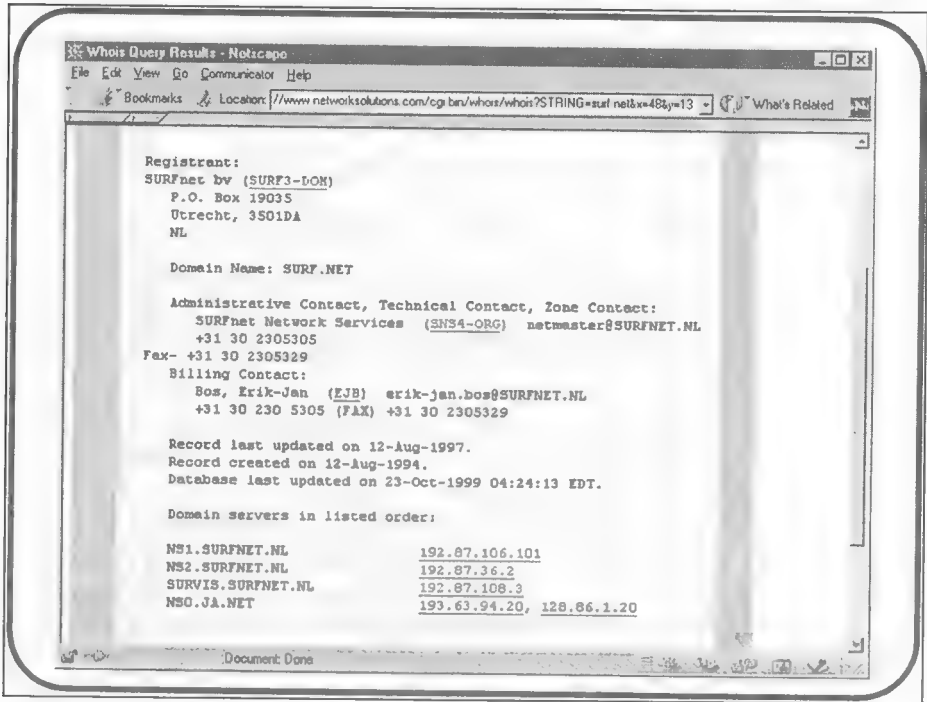 Whois Query Results - Netscape
File Edit View Go Communicator Help
Bookmarks Location: //www networksolutions.com/cgi bin/whois/whois?STRING=surf net&x=48&y=13 What's Related
Registrant:
SURFnet bv (SURF3-DOM)
P.O. Box 19035
Utrecht, 3501DA
NL
Domain Name: SURF.NET
Administrative Contact, Technical Contact, Zone Contact:
SURFnet Network Services (SNS4-ORG) netmaster@SURFNET.NL
+31 30 2305305
Fax- +31 30 2305329
Billing Contact:
Bos, Erik-Jan (EJB) erik-jan.bos@SURFNET.NL
+31 30 230 5305 (FAX) +31 30 2305329
Record last updated on 12-Aug-1997.
Record created on 12-Aug-1994.
Database last updated on 23-Oct-1999 04:24:13 EDT.
Domain servers in listed order:
NS1.SURFNET.NL 192.87.106.101
NS2.SURFNET.NL 192.87.36.2
SURVIS.SURFNET.NL 192.87.108.3
NS0.JA.NET 193.63.94.20, 128.86.1.20
Document: Done